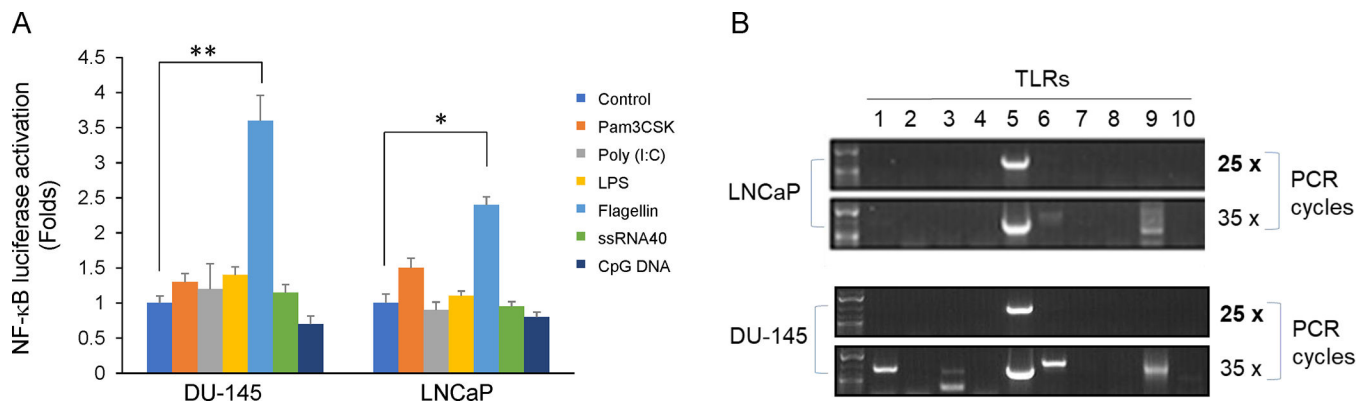 A
NF-κB luciferase activation
(Folds)
4.5
4
3.5
3
2.5
2
1.5
1
0.5
0
**
*
DU-145
LNCaP
Control
Pam3CSK
Poly (I:C)
LPS
Flagellin
ssRNA40
CpG DNA
B
TLRs
1 2 3 4 5 6 7 8 9 10
LNCaP
25 x
35 x
PCR
cycles
DU-145
25 x
35 x
PCR
cycles